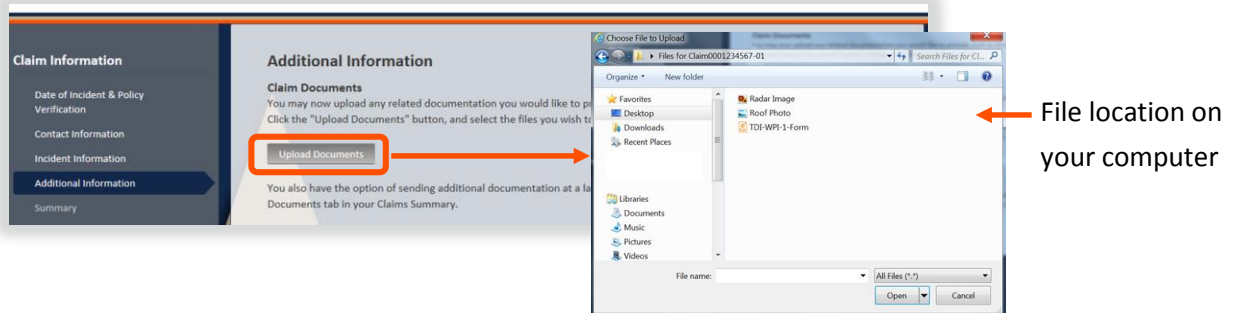 Claim Information
Date of Incident & Policy
Verification
Contact Information
Incident Information
Additional Information
Summary
Additional Information
Claim Documents
You may now upload any related documentation you would like to
Click the "Upload Documents" button, and select the files you wish
Upload Documents
You also have the option of sending additional documentation at a
Documents tab in your Claims Summary.
Choose File to Upload
Files for Claim0001234567-01
Search Files for Cl...
Organize
New folder
Favorites
Desktop
Downloads
Recent Places
Libraries
Documents
Music
Pictures
Videos
Radar Image
Roof Photo
TDI-WPI-1-Form
File name:
All Files (*.*)
Open
Cancel
File location on
your computer